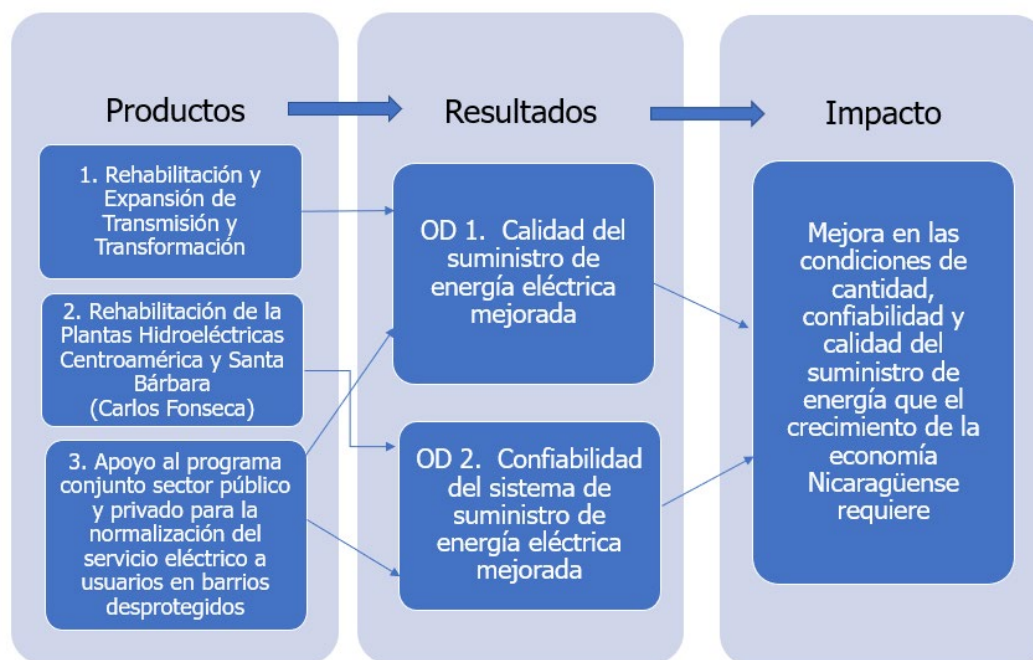 Productos
1. Rehabilitación y
Expansión de
Transmisión y
Transformación
2. Rehabilitación de la
Plantas Hidroeléctricas
Centroamérica y Santa
Bárbara
(Carlos Fonseca)
3. Apoyo al programa
conjunto sector público
y privado para la
normalización del
servicio eléctrico a
usuarios en barrios
desprotegidos
Resultados
OD 1.  Calidad del
suministro de
energía eléctrica
mejorada
OD 2.  Confiabilidad
del sistema de
suministro de
energía eléctrica
mejorada
Impacto
Mejora en las
condiciones de
cantidad,
confiabilidad y
calidad del
suministro de
energía que el
crecimiento de la
economía
Nicaragüense
requiere